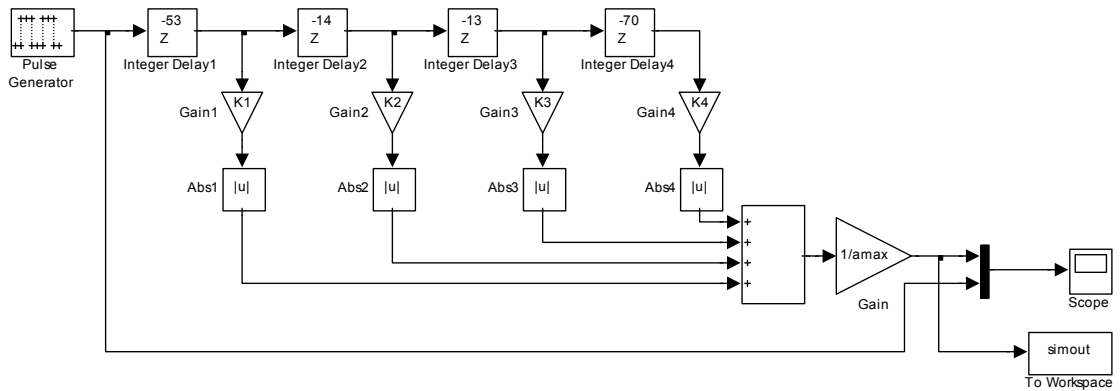 -53
Z
-14
Z
-13
Z
-70
Z
Pulse
Generator
Integer Delay1
Integer Delay2
Integer Delay3
Integer Delay4
K1
K2
K3
K4
Gain1
Gain2
Gain3
Gain4
Abs1
|u|
Abs2
|u|
Abs3
|u|
Abs4
|u|
+
+
+
+
1/amax
Gain
Scope
simout
To Workspace